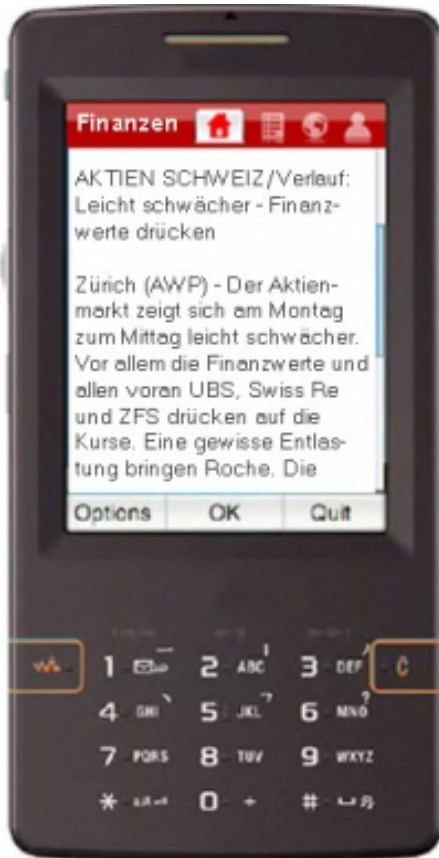 Finanzen
AKTIEN SCHWEIZ/Verlauf:
Leicht schwächer - Finanz-
werte drücken
Zürich (AWP) - Der Aktien-
markt zeigt sich am Montag
zum Mittag leicht schwächer.
Vor allem die Finanzwerte und
allen voran UBS, Swiss Re
und ZFS drücken auf die
Kurse. Eine gewisse Entlas-
tung bringen Roche. Die
Options OK Quit
1 2 ABC 3 DEF C
4 GHI 5 JKL 6 MNO
7 PQRS 8 TUV 9 WXYZ
* a/A 0 + #